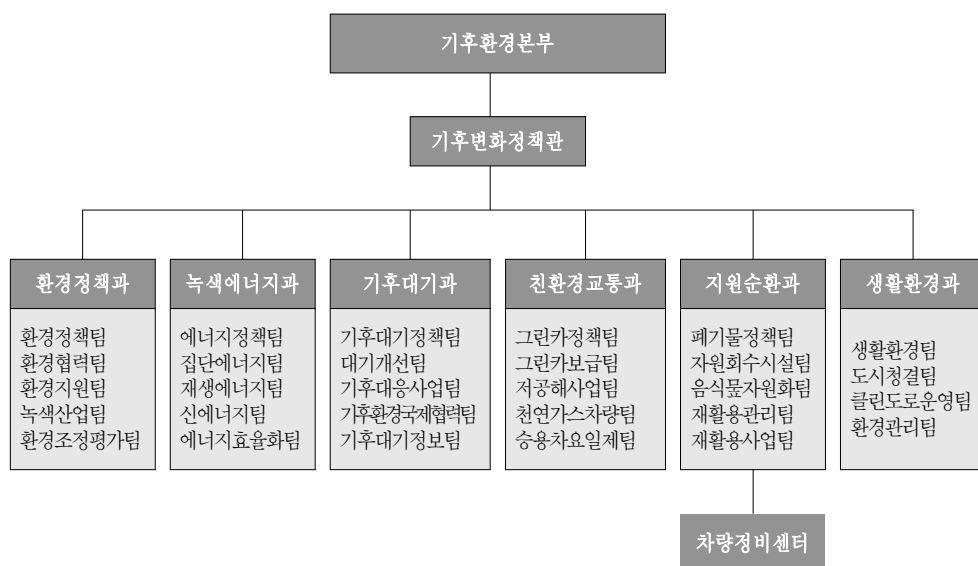 기후환경본부
기후변화정책관
환경정책과
환경정책팀
환경협력팀
환경지원팀
녹색산업팀
환경조정평가팀
녹색에너지과
에너지정책팀
집단에너지팀
재생에너지팀
신에너지팀
에너지효율화팀
기후대기과
기후대기정책팀
대기개선팀
기후대응사업팀
기후환경국제협력팀
기후대기정보팀
친환경교통과
그린카정책팀
그린카보급팀
저공해사업팀
천연가스차량팀
승용차요일제팀
지원순환과
폐기물정책팀
자원회수시설팀
음식뭂자원화팀
재활용관리팀
재활용사업팀
생활환경과
생활환경팀
도시청결팀
클린도로운영팀
환경관리팀
차량정비센터